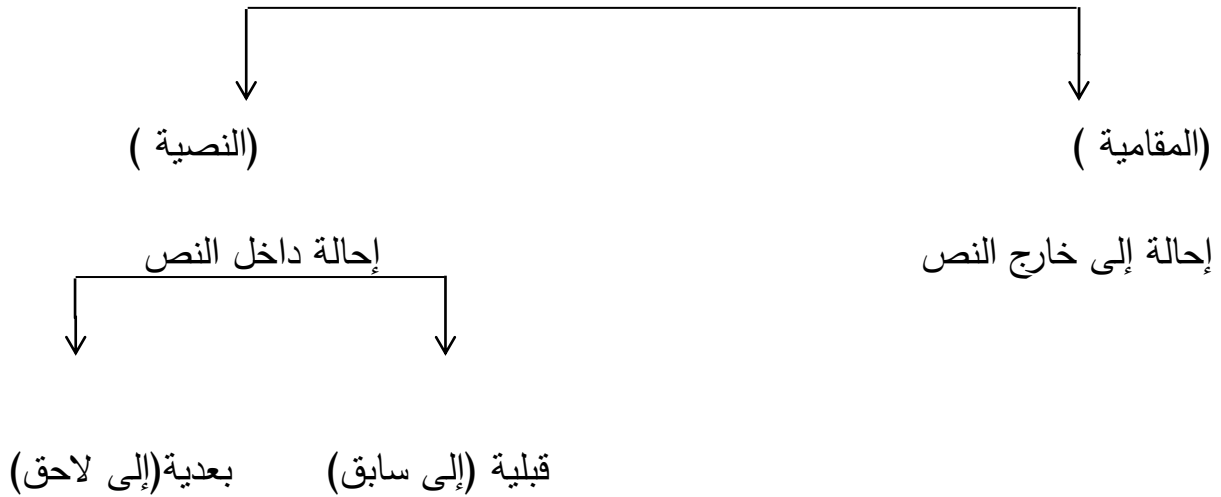 (المقامية )
(النصية )
إحالة إلى خارج النص
إحالة داخل النص
قبلية (إلى سابق)
بعدية(إلى لاحق)